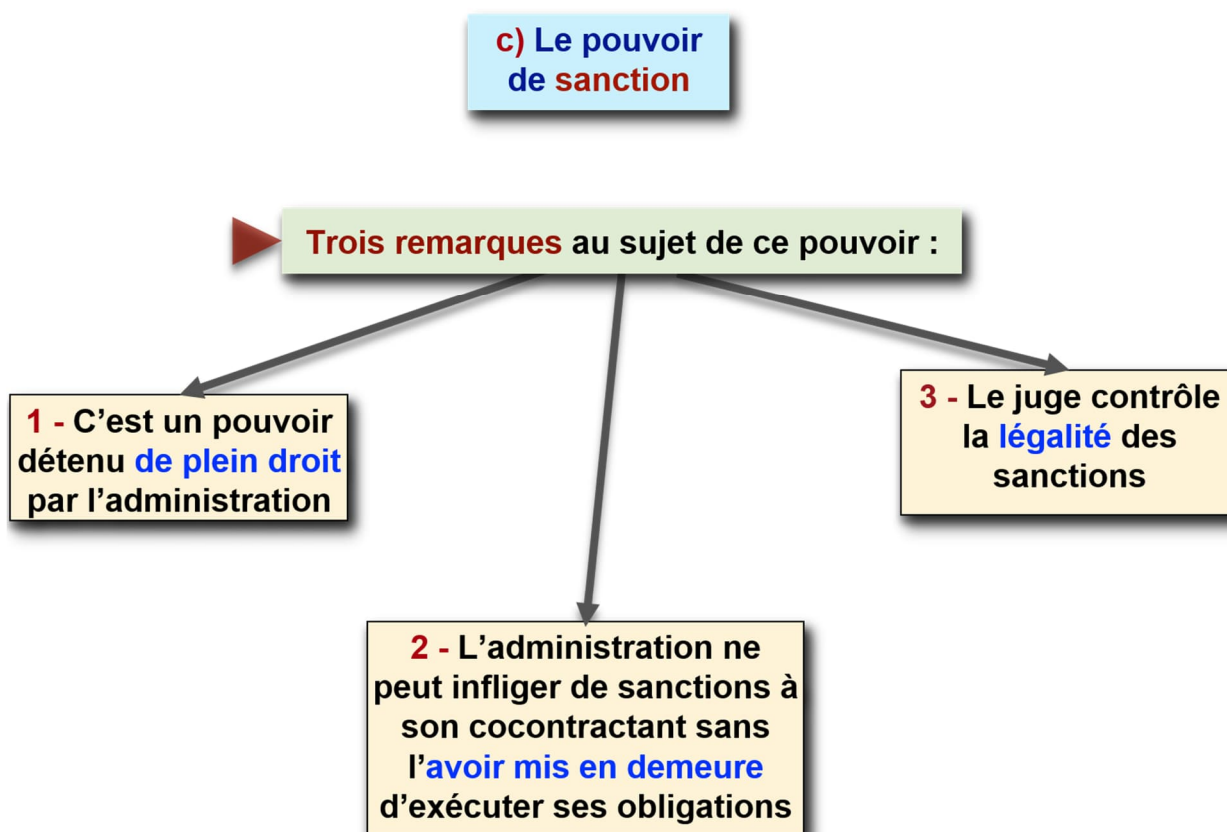 c) Le pouvoir
de sanction
Trois remarques au sujet de ce pouvoir :
1 - C’est un pouvoir
détenu de plein droit
par l’administration
3 - Le juge contrôle
la légalité des
sanctions
2 - L’administration ne
peut infliger de sanctions à
son cocontractant sans
l’avoir mis en demeure
d’exécuter ses obligations